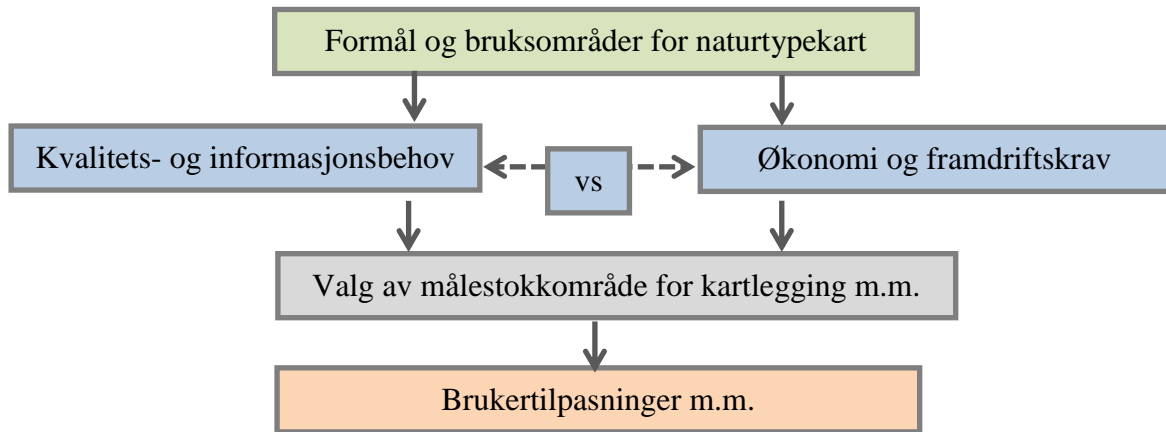 Formål og bruksområder for naturtypekart
Kvalitets- og informasjonsbehov
vs
Økonomi og framdriftskrav
Valg av målestokkområde for kartlegging m.m.
Brukertilpasninger m.m.